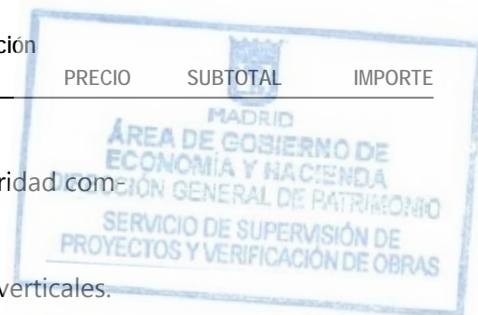 ción
PRECIO SUBTOTAL IMPORTE
MADRID
ÁREA DE GOBIERNO DE
ECONOMÍA Y HACIENDA
ridad com-
DIRECCIÓN GENERAL DE PATRIMONIO
SERVICIO DE SUPERVISIÓN DE
PROYECTOS Y VERIFICACIÓN DE OBRAS
verticales.